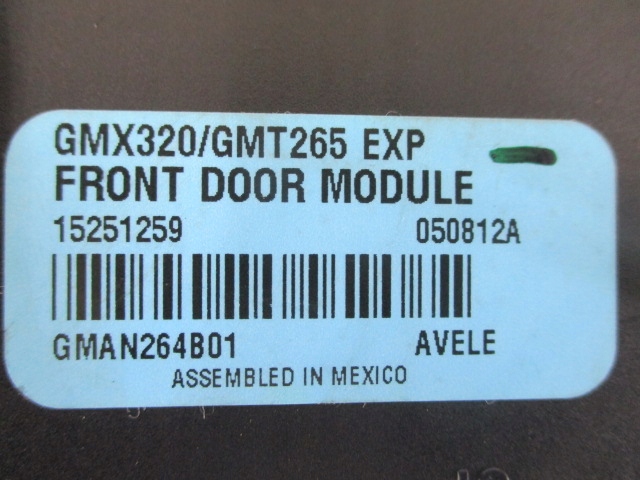 GMX320/GMT265 EXP
FRONT DOOR MODULE
15251259 050812A
GMAN264B01 AVELE
ASSEMBLED IN MEXICO